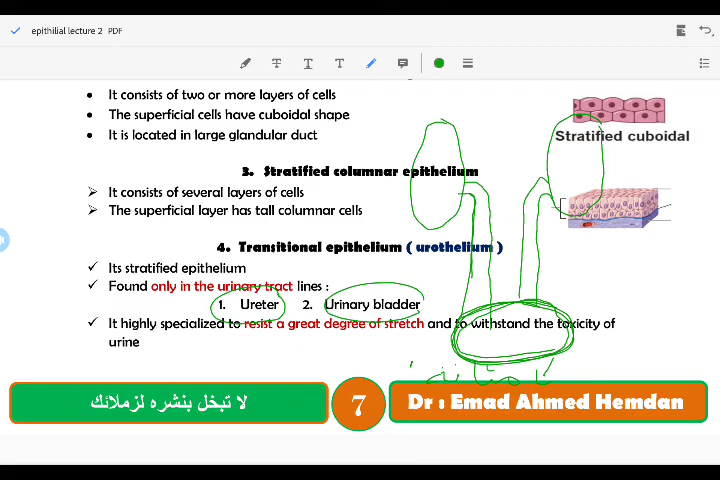 epithilial lecture 2 PDF
• It consists of two or more layers of cells
• The superficial cells have cuboidal shape
• It is located in large glandular duct
Stratified cuboidal
3. Stratified columnar epithelium
➢ It consists of several layers of cells
➢ The superficial layer has tall columnar cells
4. Transitional epithelium ( urothelium )
✓ Its stratified epithelium
✓ Found only in the urinary tract lines :
1. Ureter 2. Urinary bladder
✓ It highly specialized to resist a great degree of stretch and to withstand the toxicity of
urine
لا تبخل بنشره لزملائك
7
Dr : Emad Ahmed Hemdan